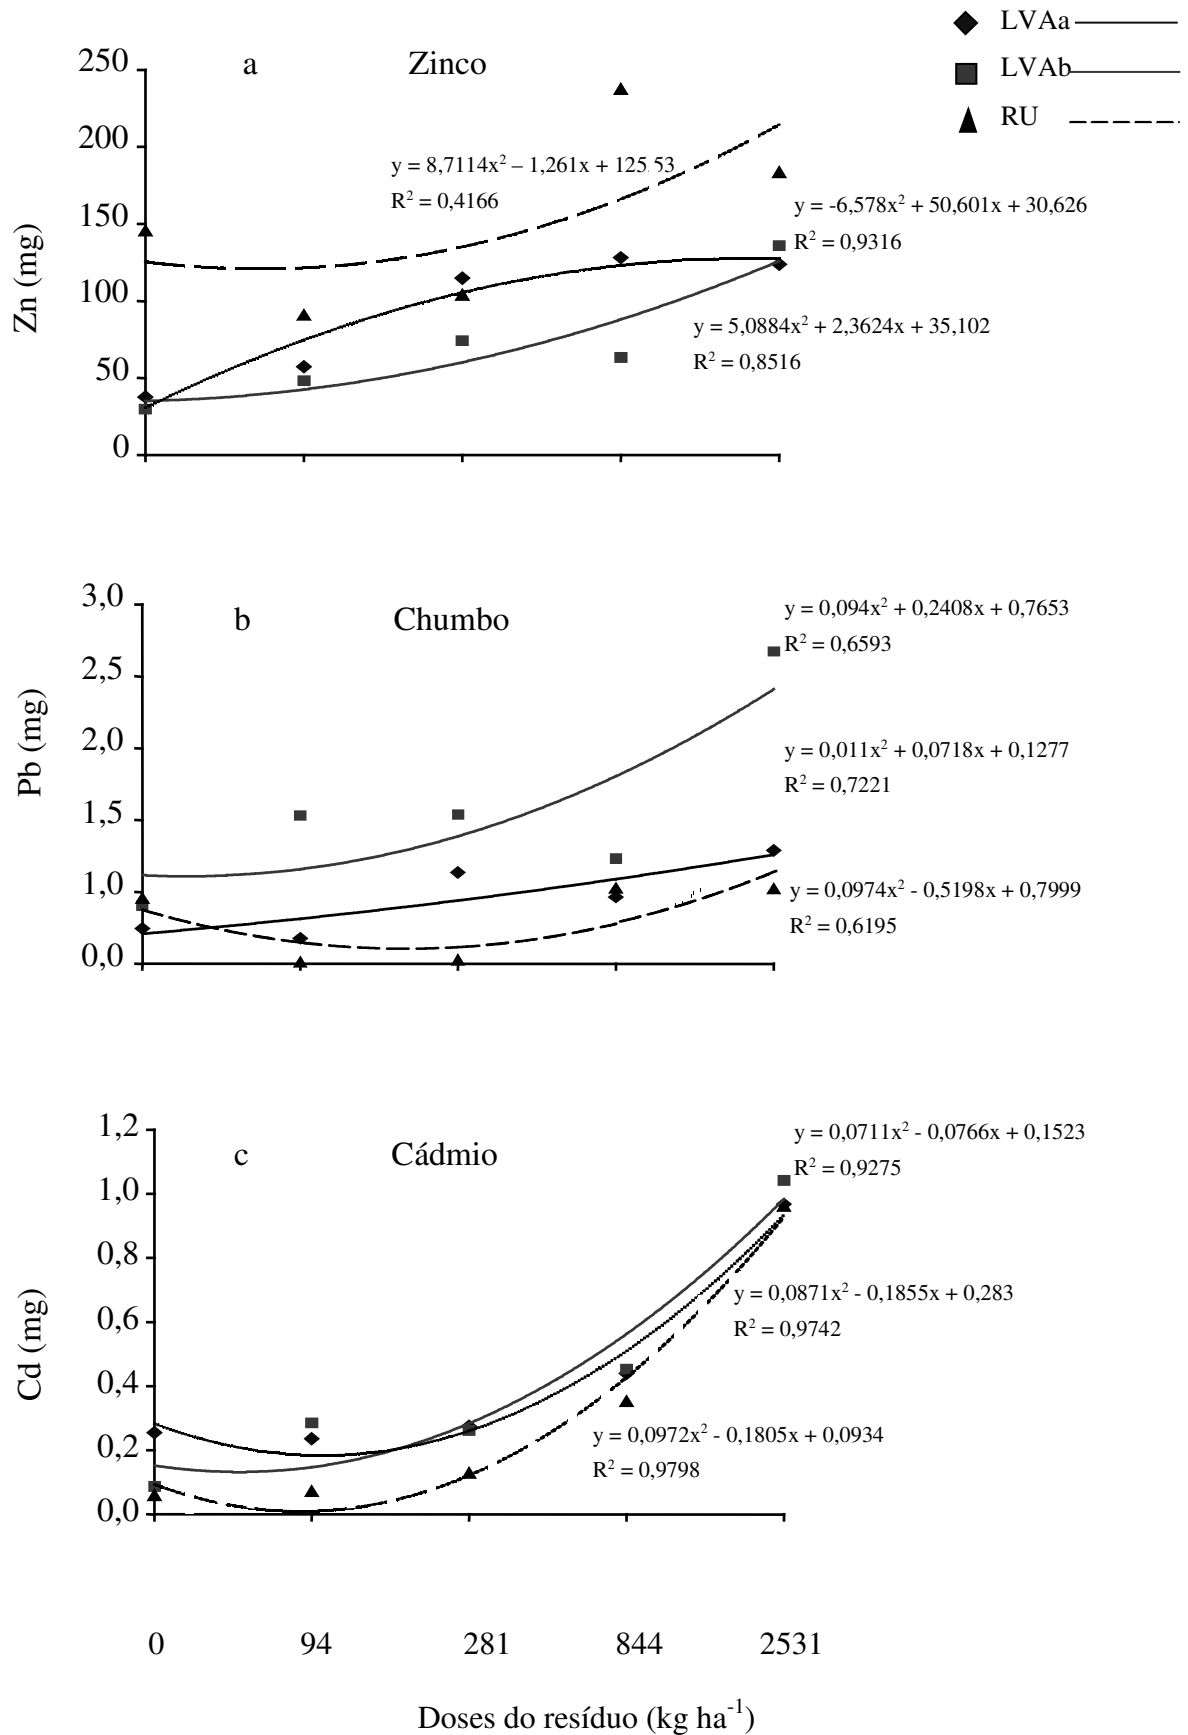 LVAa
LVAb
RU
a Zinco
250
200
150
100
50
0
Zn (mg)
y = 8,7114x² – 1,261x + 125,53
R² = 0,4166
y = -6,578x² + 50,601x + 30,626
R² = 0,9316
y = 5,0884x² + 2,3624x + 35,102
R² = 0,8516
b Chumbo
3,0
2,5
2,0
1,5
1,0
0,0
Pb (mg)
y = 0,094x² + 0,2408x + 0,7653
R² = 0,6593
y = 0,011x² + 0,0718x + 0,1277
R² = 0,7221
y = 0,0974x² - 0,5198x + 0,7999
R² = 0,6195
c Cádmio
1,2
1,0
0,8
0,6
0,4
0,2
0,0
Cd (mg)
y = 0,0711x² - 0,0766x + 0,1523
R² = 0,9275
y = 0,0871x² - 0,1855x + 0,283
R² = 0,9742
y = 0,0972x² - 0,1805x + 0,0934
R² = 0,9798
0 94 281 844 2531
Doses do resíduo (kg ha⁻¹)